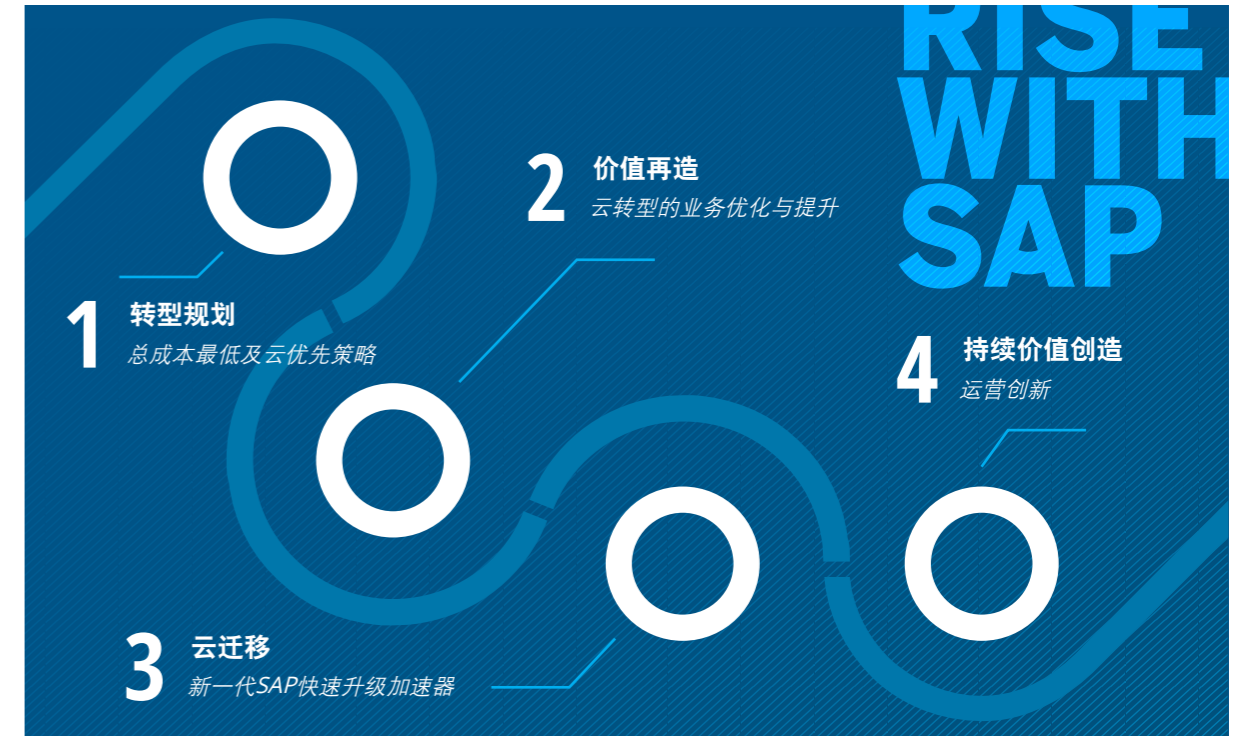 RISE
WITH
SAP
1
转型规划
总成本最低及云优先策略
2
价值再造
云转型的业务优化与提升
3
云迁移
新一代SAP快速升级加速器
4
持续价值创造
运营创新